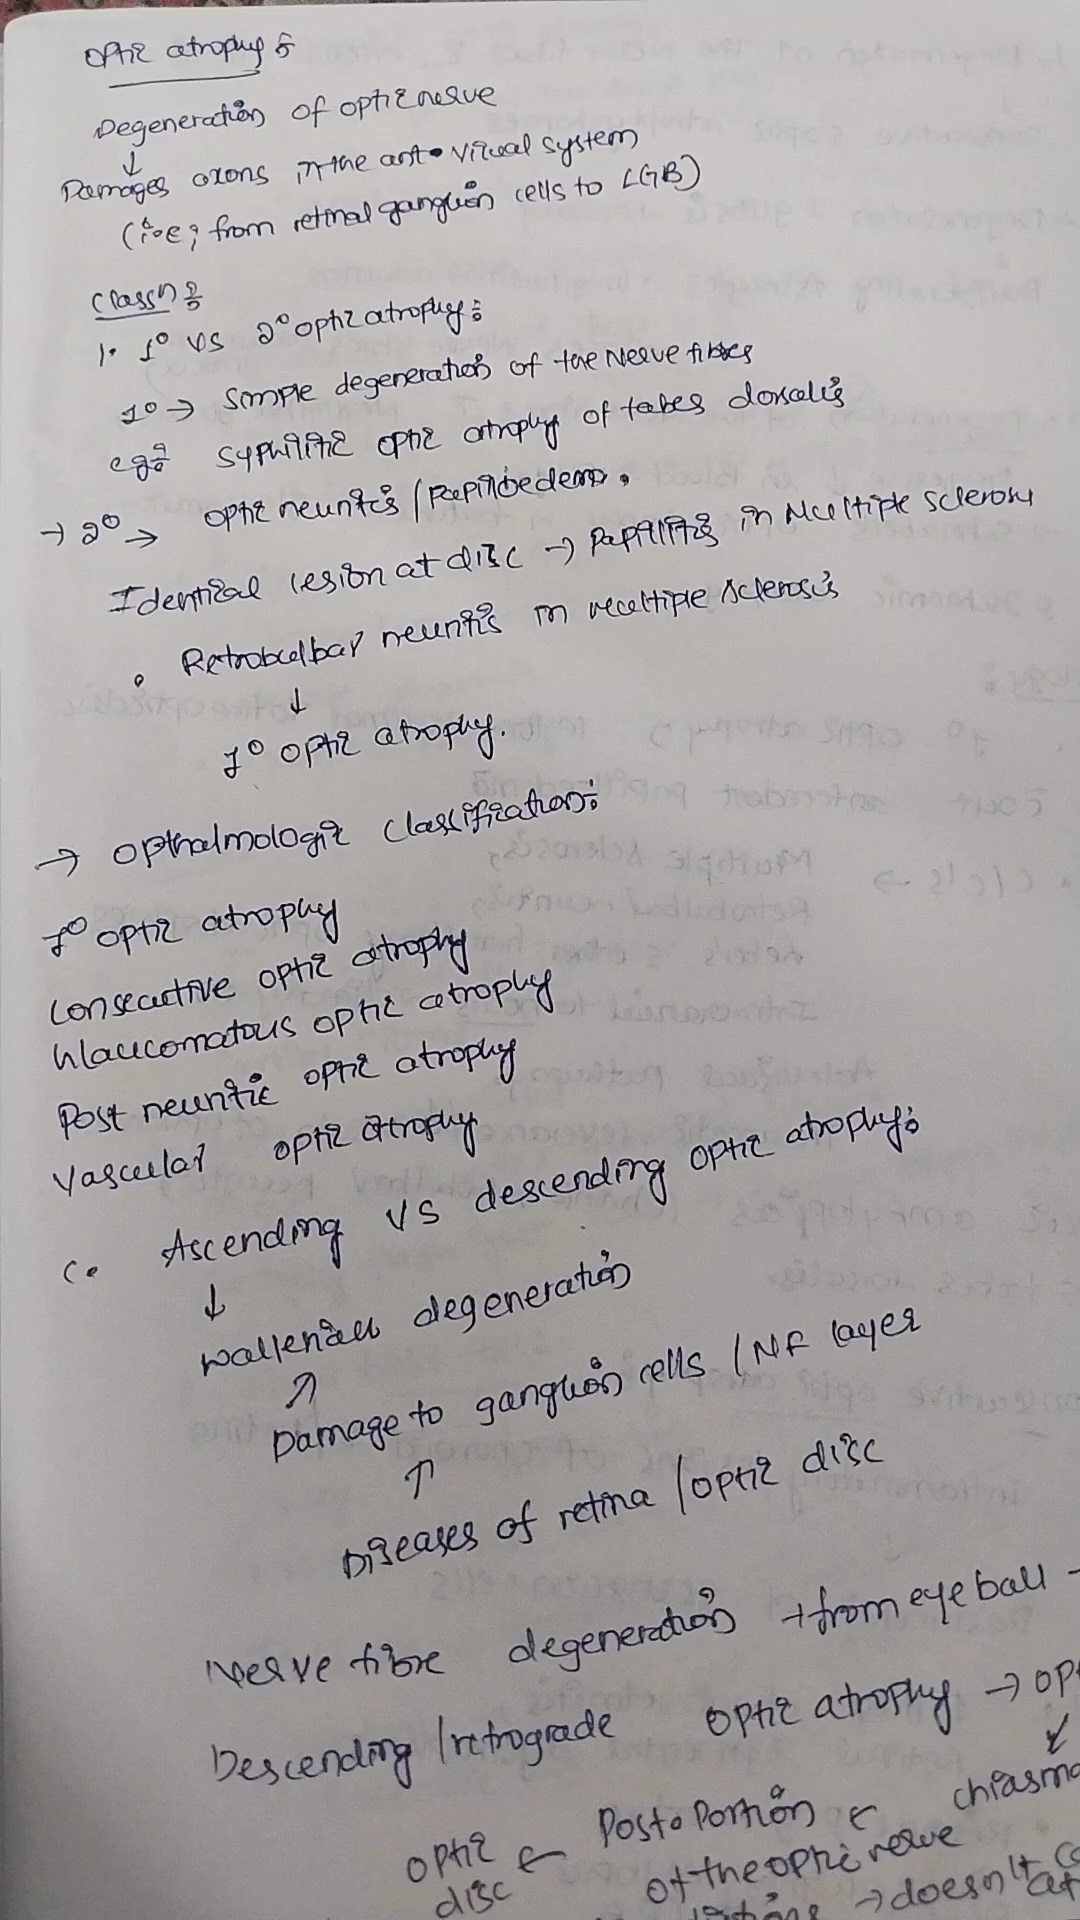 Optic atrophy :
Degeneration of optic nerve
↓
Damages axons in the ant. visual system
(i.e; from retinal ganglion cells to LGB)
Classn :
1. 1° vs 2° optic atrophy :
1° → Simple degeneration of the Nerve fibres
eg: Syphilitic optic atrophy of tabes dorsalis
→ 2° → optic neuritis / papilloedema.
Identical lesion at disc → Papillitis in Multiple sclerosis
. Retrobulbar neuritis in multiple sclerosis
↓
1° optic atrophy.
→ Opthalmologic classification:
1° optic atrophy
Consecutive optic atrophy
Glaucomatous optic atrophy
Post neuritic optic atrophy
Vascular optic atrophy
C. Ascending vs descending optic atrophy:
↓
Wallerian degeneration
↑
Damage to ganglion cells / NF layer
↑
Diseases of retina / optic disc
Nerve fibre degeneration → from eye ball -
Descending / retrograde optic atrophy → op
↙
optic ← Post. Portion ← chiasma
disc of the optic nerve
→ doesn't